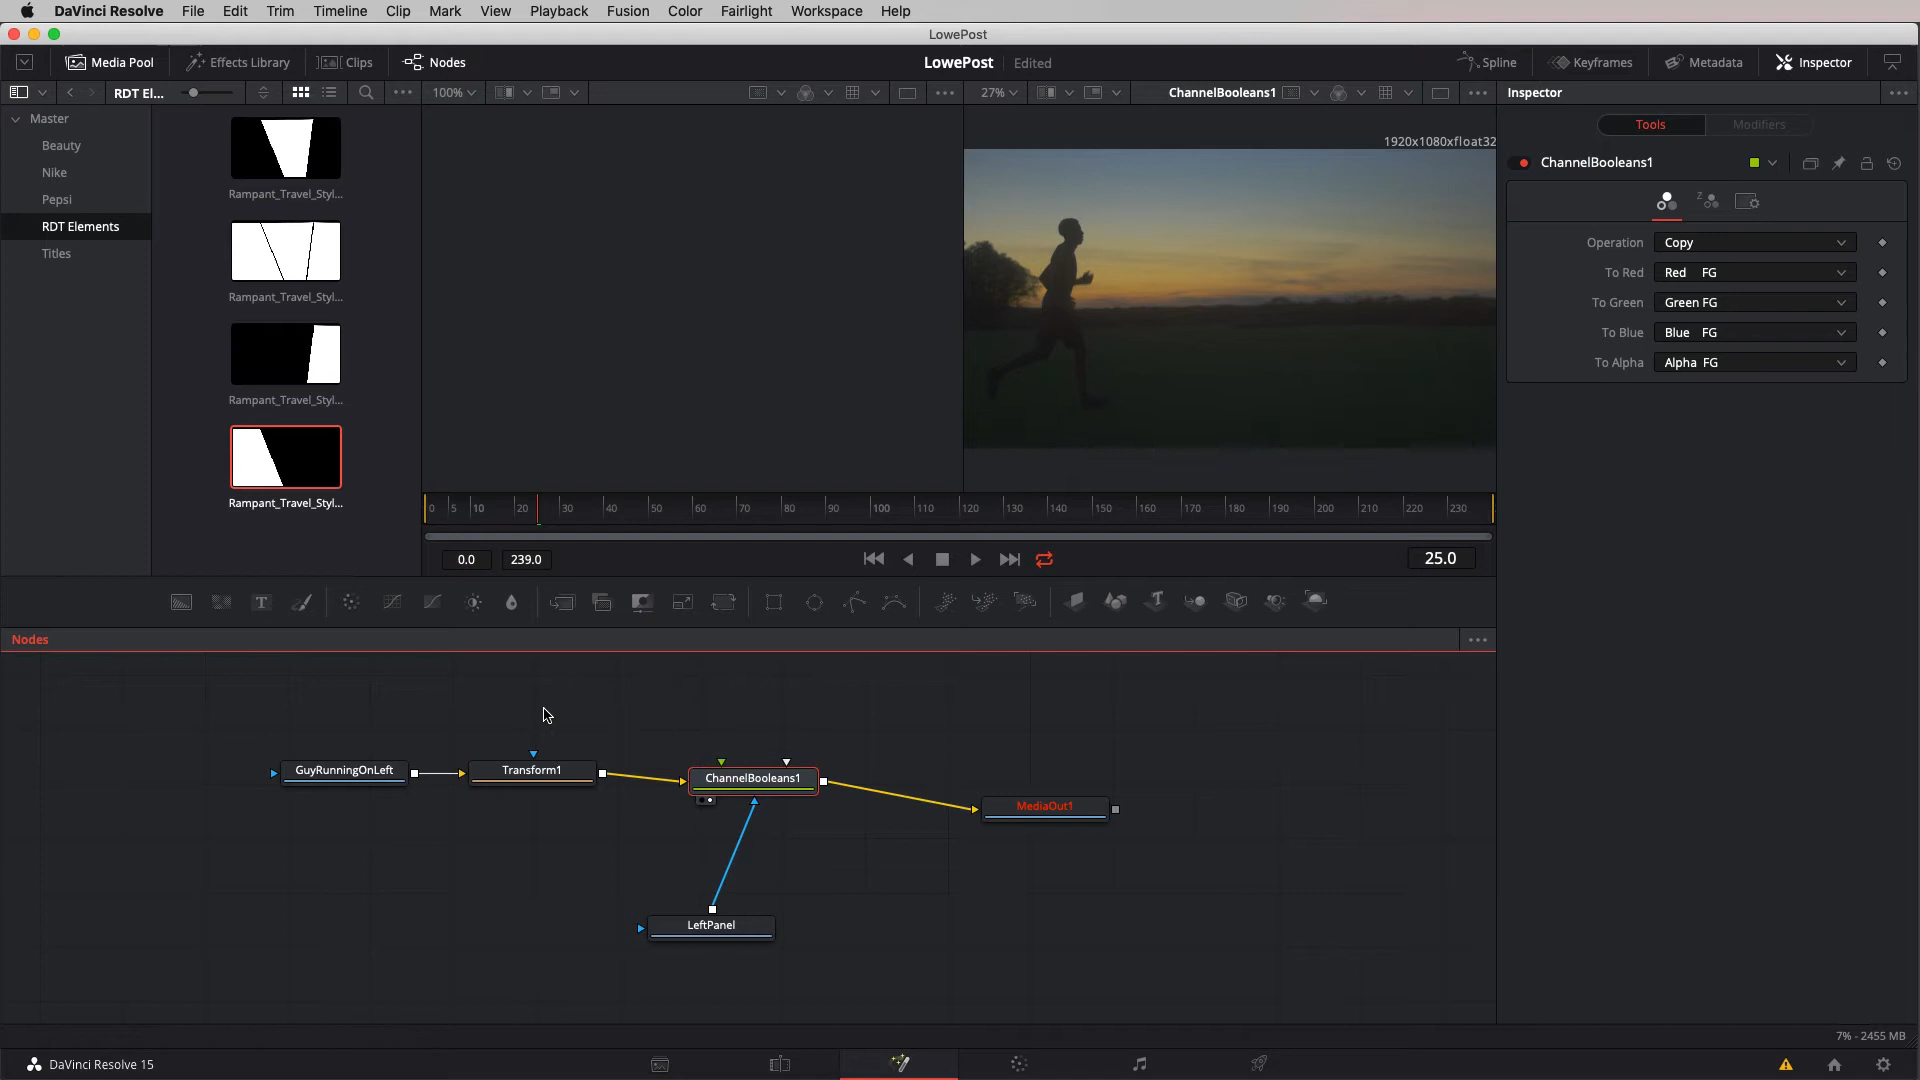 DaVinci Resolve File Edit Trim Timeline Clip Mark View Playback Fusion Color Fairlight Workspace Help
LowePost
Media Pool Effects Library Clips Nodes LowePost Edited Spline Keyframes Metadata Inspector
RDT El... 100% 27% ChannelBooleans1 Inspector
Master
Beauty
Nike
Pepsi
RDT Elements
Titles
Rampant_Travel_Styl...
Rampant_Travel_Styl...
Rampant_Travel_Styl...
Rampant_Travel_Styl...
1920x1080xfloat32
Tools Modifiers
ChannelBooleans1
Operation Copy
To Red Red FG
To Green Green FG
To Blue Blue FG
To Alpha Alpha FG
0 5 10 20 30 40 50 60 70 80 90 100 110 120 130 140 150 160 170 180 190 200 210 220 230
0.0 239.0 25.0
T
T
Nodes
GuyRunningOnLeft Transform1 ChannelBooleans1 MediaOut1
LeftPanel
7% - 2455 MB
DaVinci Resolve 15